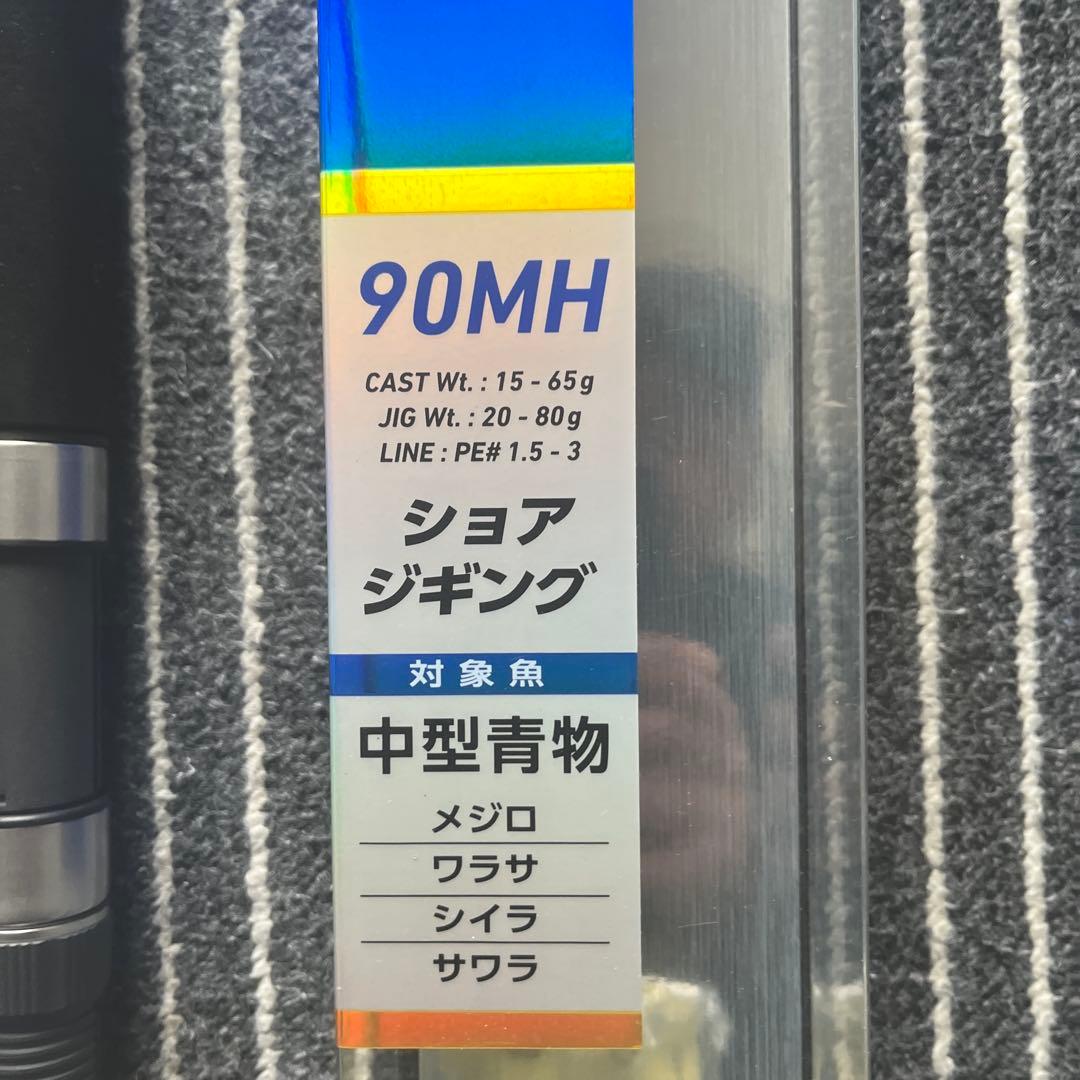 90MH
CAST Wt. : 15 - 65g
JIG Wt. : 20 - 80g
LINE : PE# 1.5 - 3
ショア
ジギング
対象魚
中型青物
メジロ
ワラサ
シイラ
サワラ